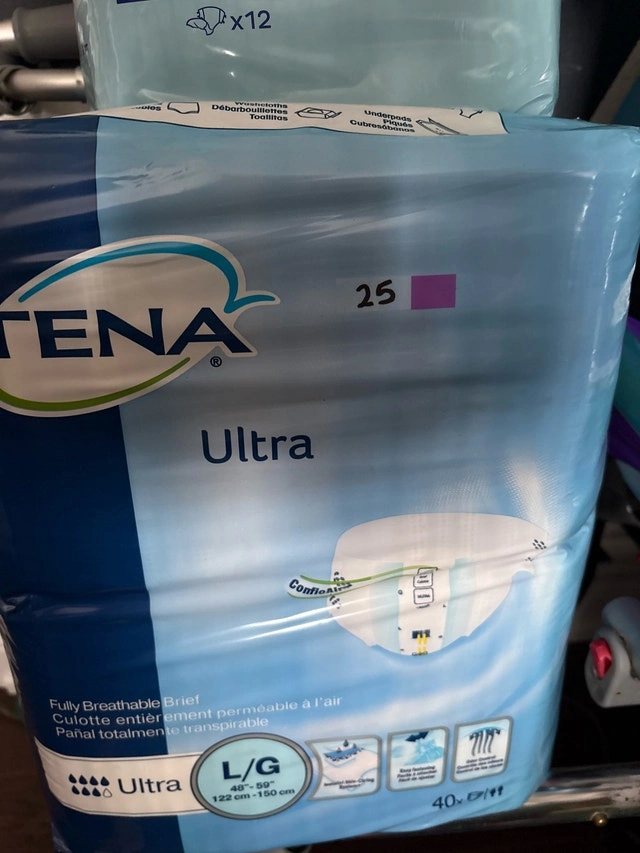 x12
Washcloths
Débarbouillettes
Toallitas
Underpads
Piqués
Cubresábanas
TENA®
25
Ultra
Fully Breathable Brief
Culotte entièrement perméable à l'air
Pañal totalmente transpirable
Ultra
L/G
48"- 59"
122 cm -150 cm
40x